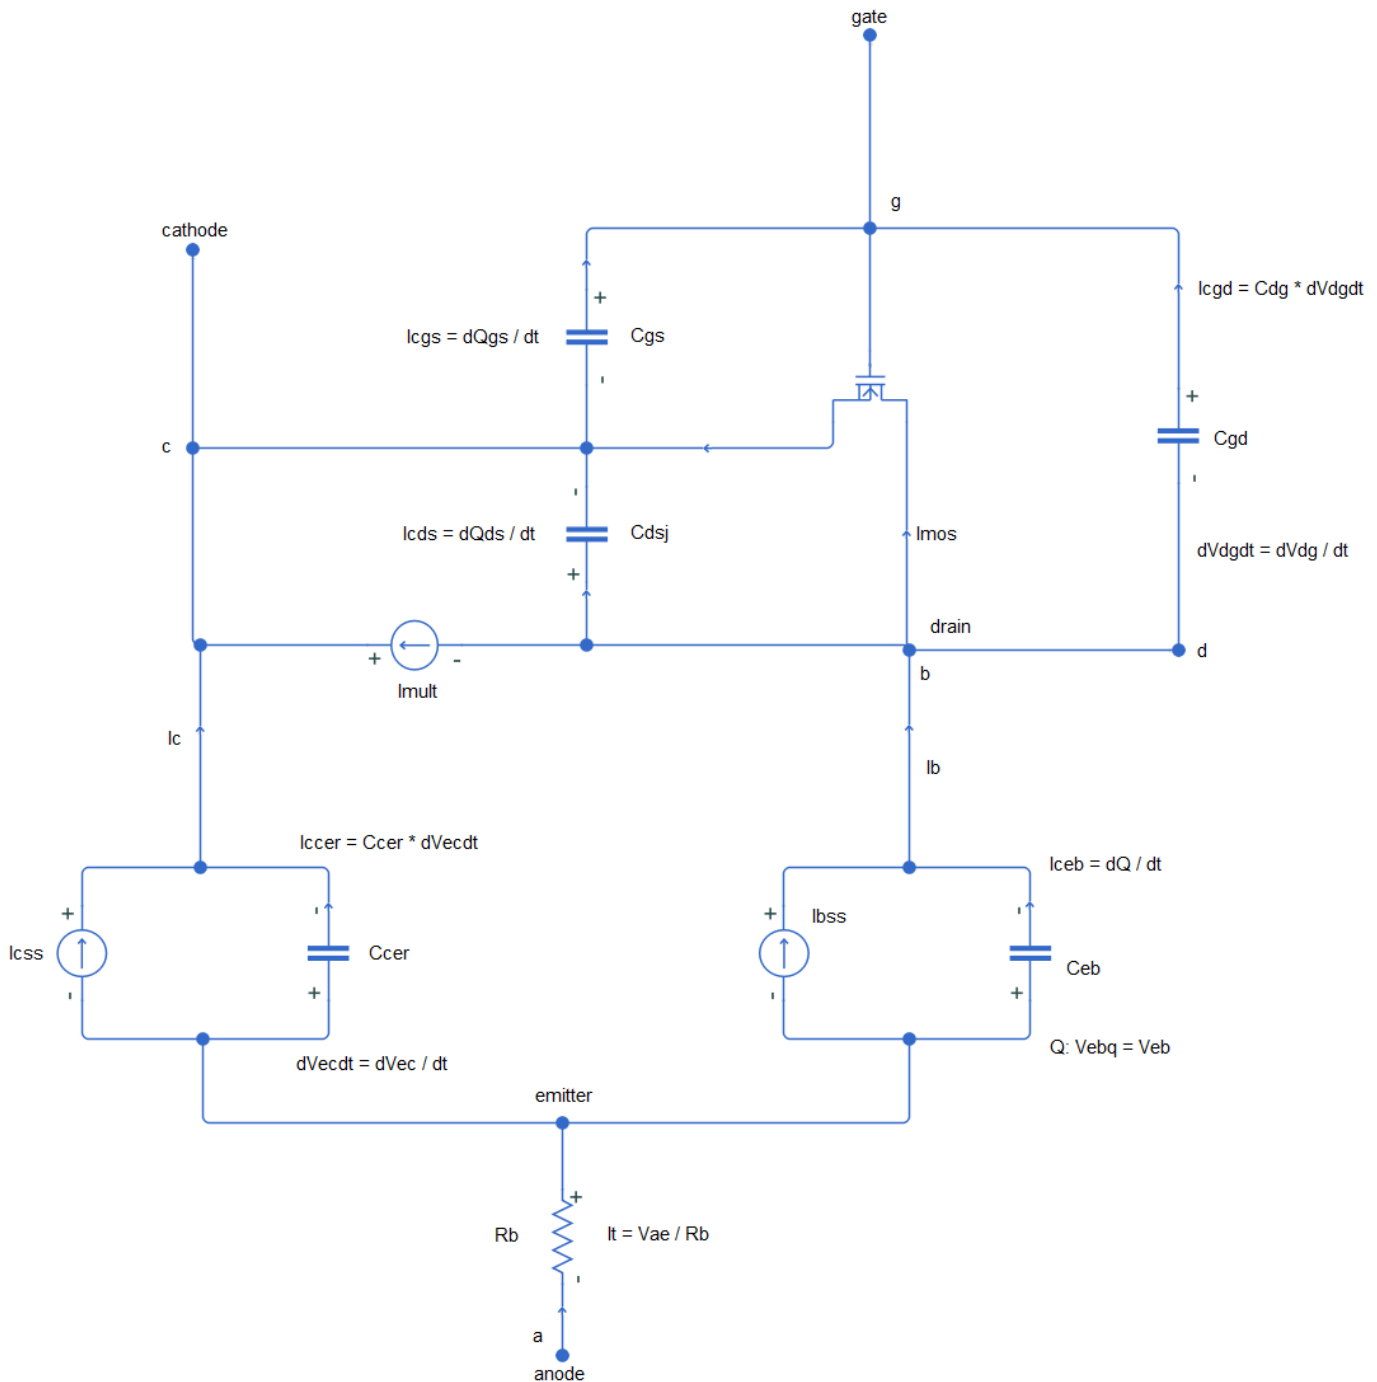 gate
g
cathode
Icgd = Cdg * dVdgdt
+
Icgs = dQgs / dt
Cgs
-
+
c
Cgd
-
-
Icds = dQds / dt
Cdsj
Imos
dVdgdt = dVdg / dt
+
drain
d
+
-
b
Imult
Ic
Ib
Iccer = Ccer * dVecdt
Iceb = dQ / dt
+
-
+
Ibss
-
Icss
Ccer
Ceb
-
+
-
+
dVecdt = dVec / dt
Q: Vebq = Veb
emitter
+
Rb
It = Vae / Rb
-
a
anode